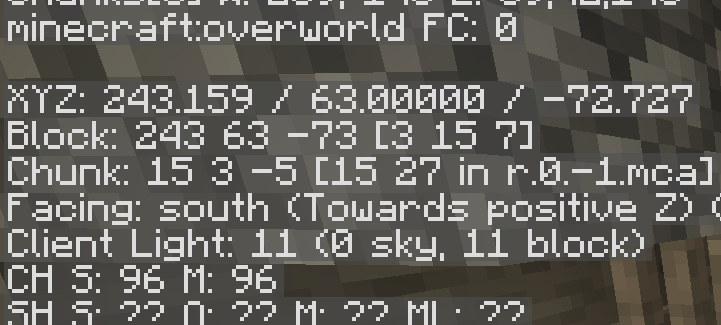 minecraft:overworld FC: 0
XYZ: 243.159 / 63.00000 / -72.727
Block: 243 63 -73 [3 15 7]
Chunk: 15 3 -5 [15 27 in r.0.-1.mca]
Facing: south (Towards positive Z) (
Client Light: 11 (0 sky, 11 block)
CH S: 96 M: 96
SH S: ?? O: ?? M: ?? ML: ??